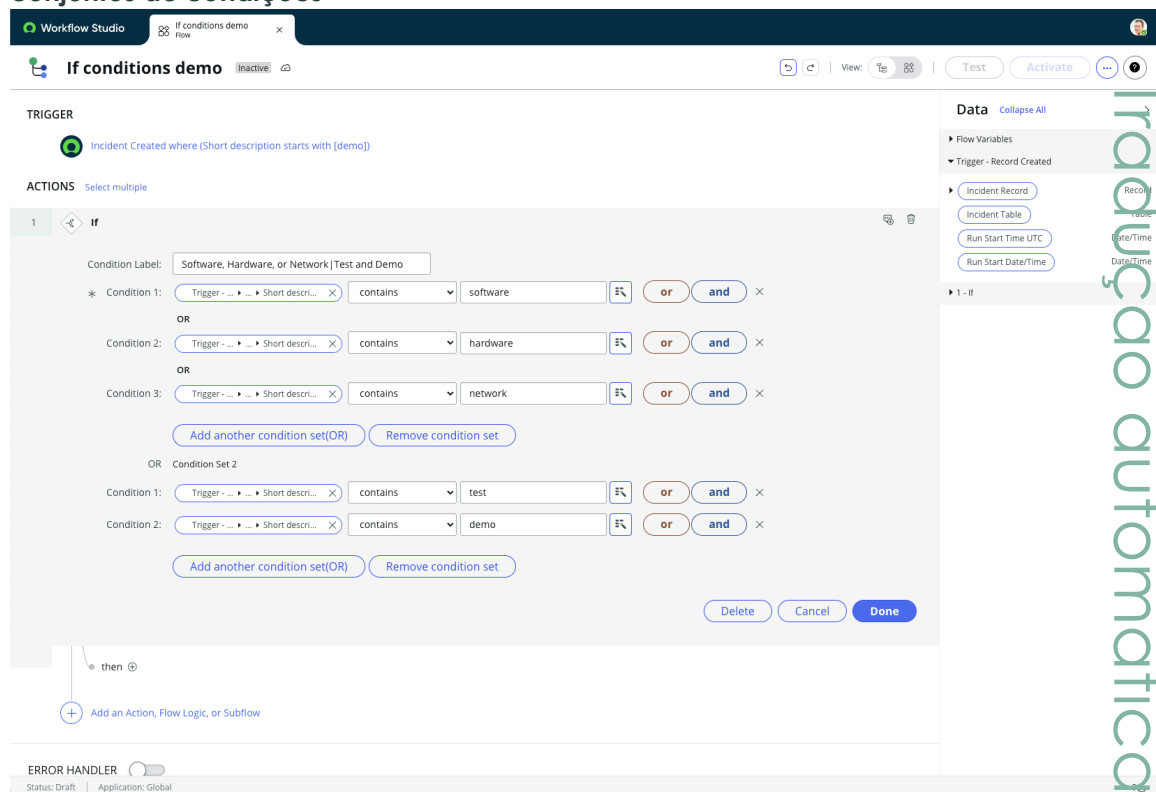 Workflow Studio
If conditions demo
Flow
If conditions demo Inactive
View:
Test
Activate
TRIGGER
Incident Created where (Short description starts with [demo])
ACTIONS Select multiple
1 If
Condition Label: Software, Hardware, or Network|Test and Demo
* Condition 1: Trigger - ... ▸ ... ▸ Short descri... contains software or and
OR
Condition 2: Trigger - ... ▸ ... ▸ Short descri... contains hardware or and
OR
Condition 3: Trigger - ... ▸ ... ▸ Short descri... contains network or and
Add another condition set(OR) Remove condition set
OR Condition Set 2
Condition 1: Trigger - ... ▸ ... ▸ Short descri... contains test or and
Condition 2: Trigger - ... ▸ ... ▸ Short descri... contains demo or and
Add another condition set(OR) Remove condition set
Delete Cancel Done
then
Add an Action, Flow Logic, or Subflow
ERROR HANDLER
Status: Draft | Application: Global
Data Collapse All
Flow Variables
Trigger - Record Created
Incident Record Record
Incident Table Table
Run Start Time UTC Date/Time
Run Start Date/Time Date/Time
1 - If